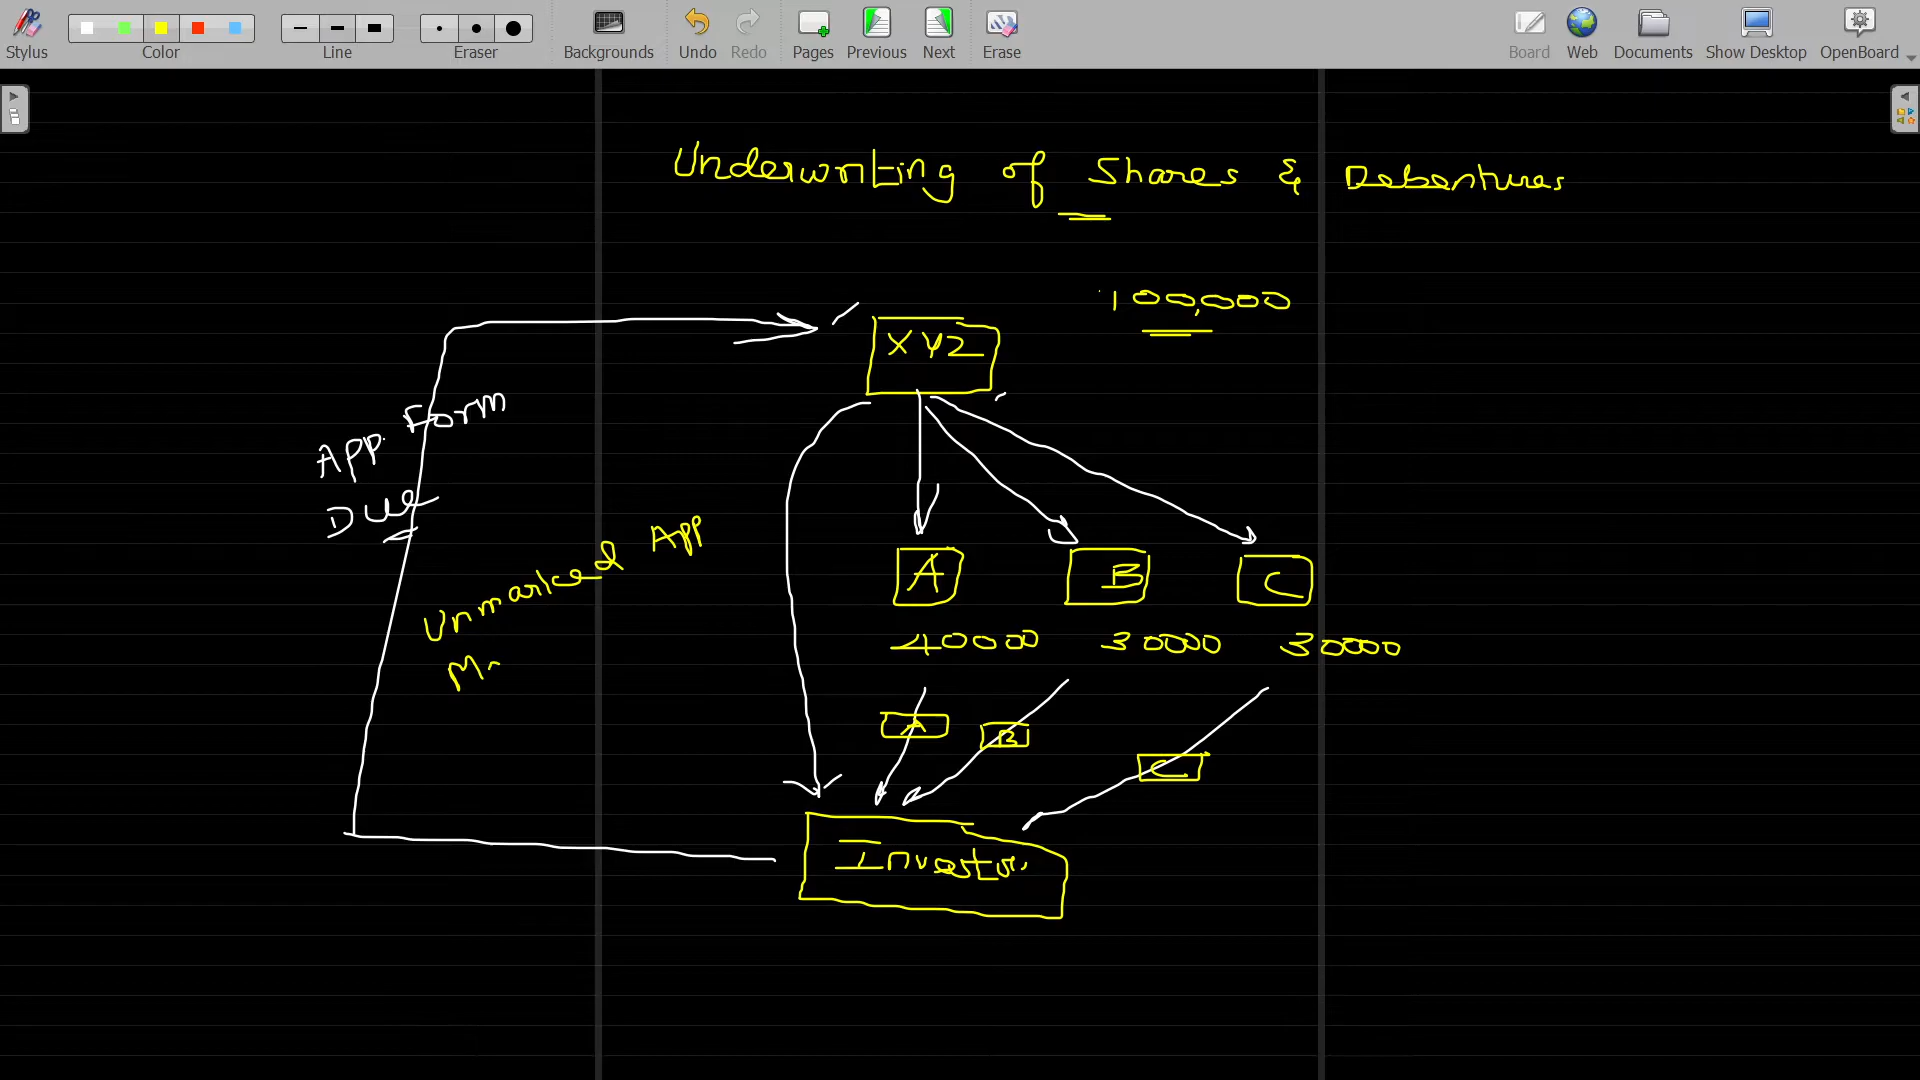 Stylus
Color
Line
Eraser
Backgrounds
Undo
Redo
Pages
Previous
Next
Erase
Board
Web
Documents
Show Desktop
OpenBoard
Underwriting of Shares & Debentures
100,000
XYZ
App. Form
Due
Unmarked App
A
B
C
40000
30000
30000
A
B
C
Investor